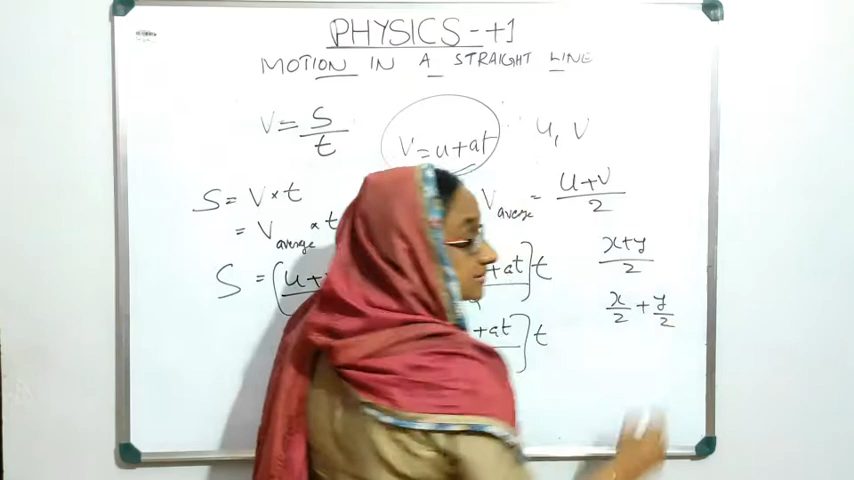 PHYSICS-+1
MOTION IN A STRAIGHT LINE
V = S/t
V=u+at
u, v
S = V × t
= V average × t
V average = u+v/2
S = (u+
+at] t
x+y/2
+at] t
x/2 + y/2